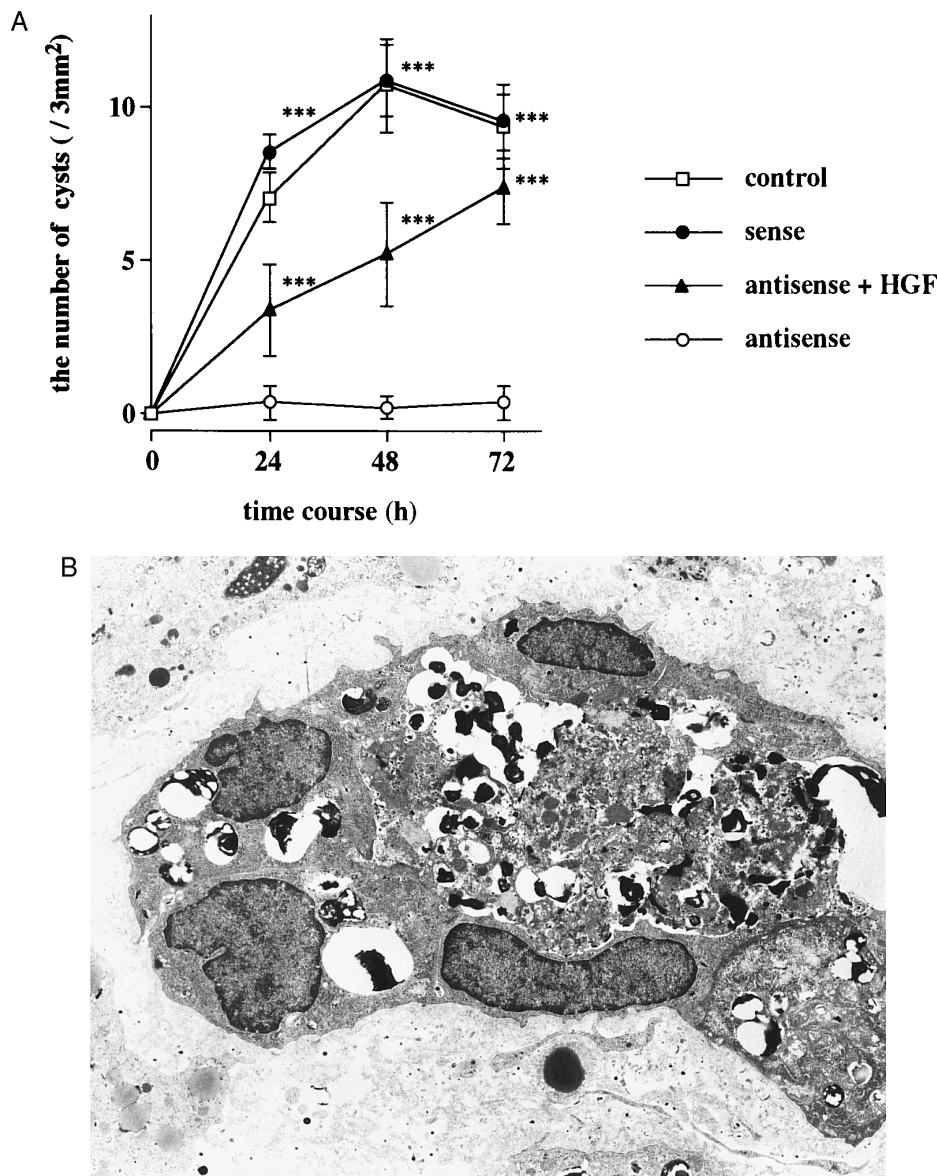 A
the number of cysts ( / 3mm²)
10
5
0
***
***
***
***
***
***
0 24 48 72
time course (h)
control
sense
antisense + HGF
antisense
B